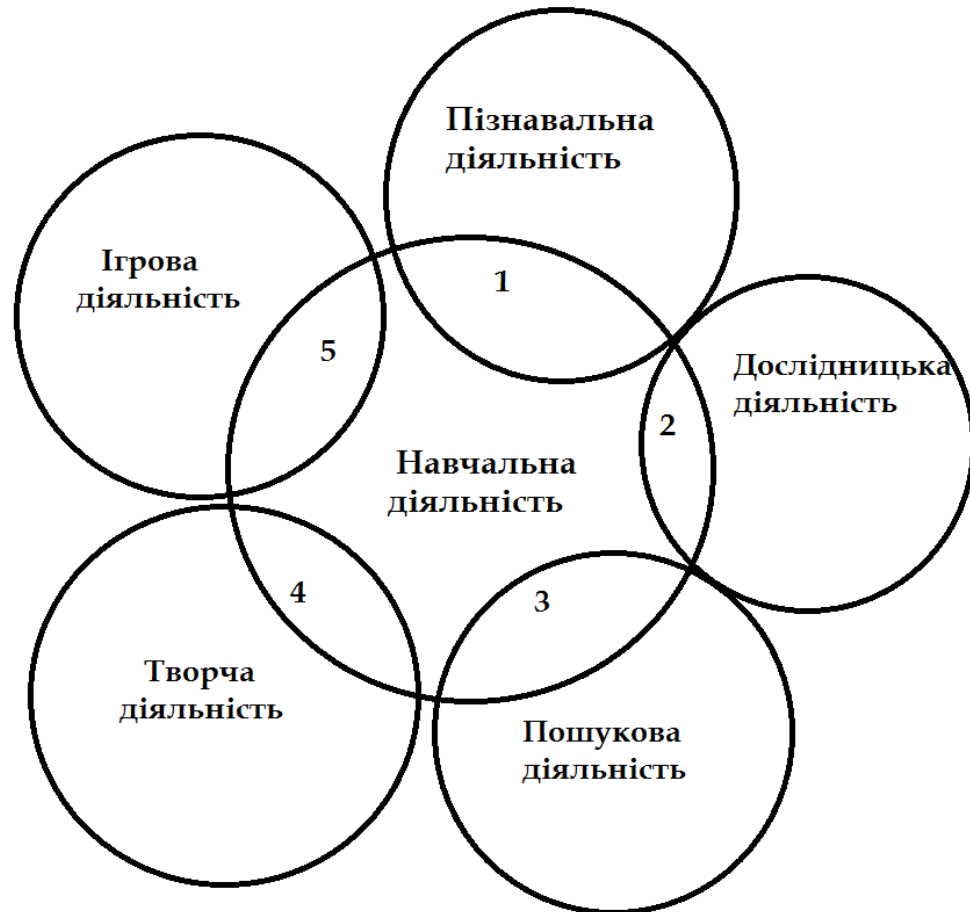 Пізнавальна
діяльність
Ігрова
діяльність
1
5
Дослідницька
діяльність
2
Навчальна
діяльність
4
3
Творча
діяльність
Пошукова
діяльність